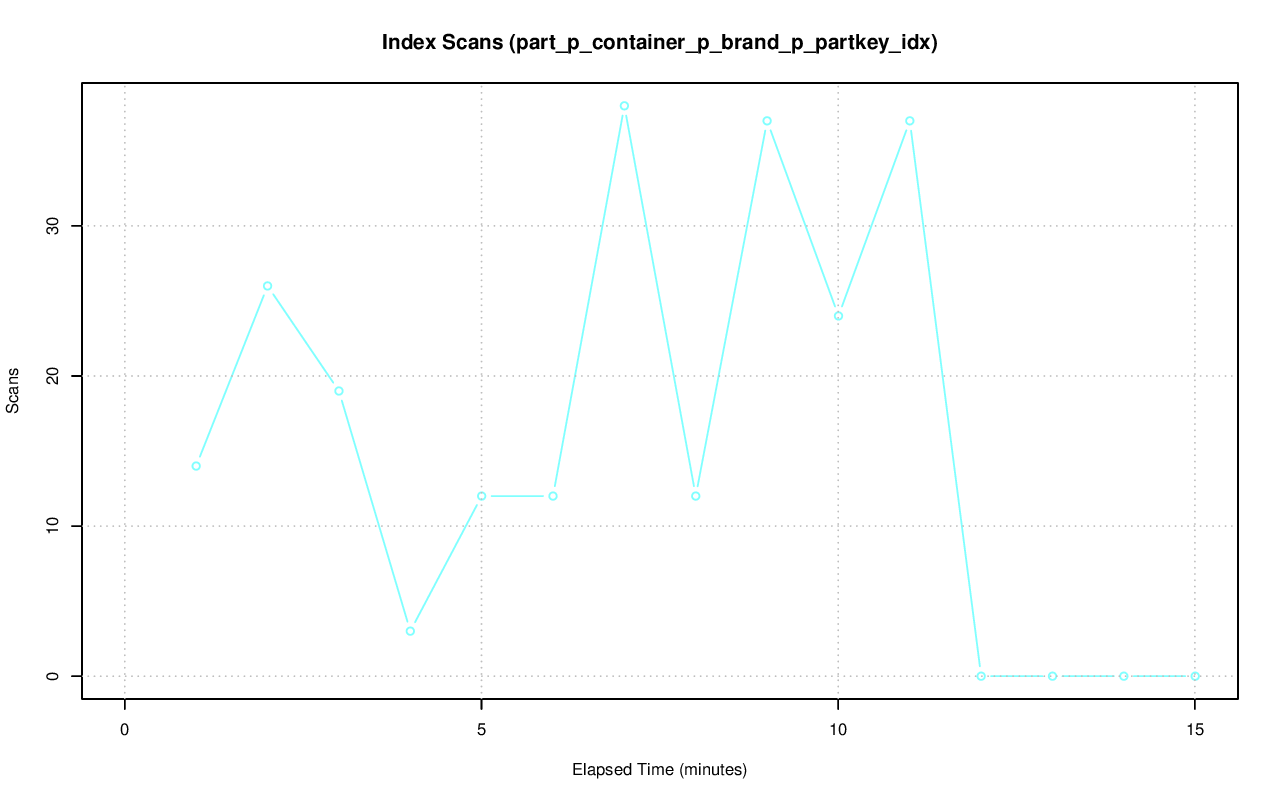 Index Scans (part_p_container_p_brand_p_partkey_idx)
Scans
30
20
10
0
0 5 10 15
Elapsed Time (minutes)